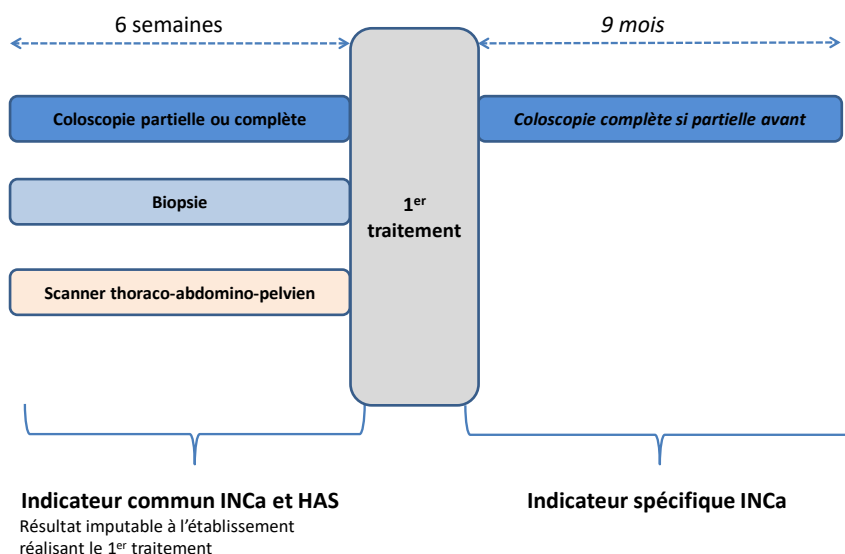 6 semaines
9 mois
Coloscopie partielle ou complète
Coloscopie complète si partielle avant
Biopsie
1er
traitement
Scanner thoraco-abdomino-pelvien
Indicateur commun INCa et HAS
Résultat imputable à l’établissement
réalisant le 1er traitement
Indicateur spécifique INCa